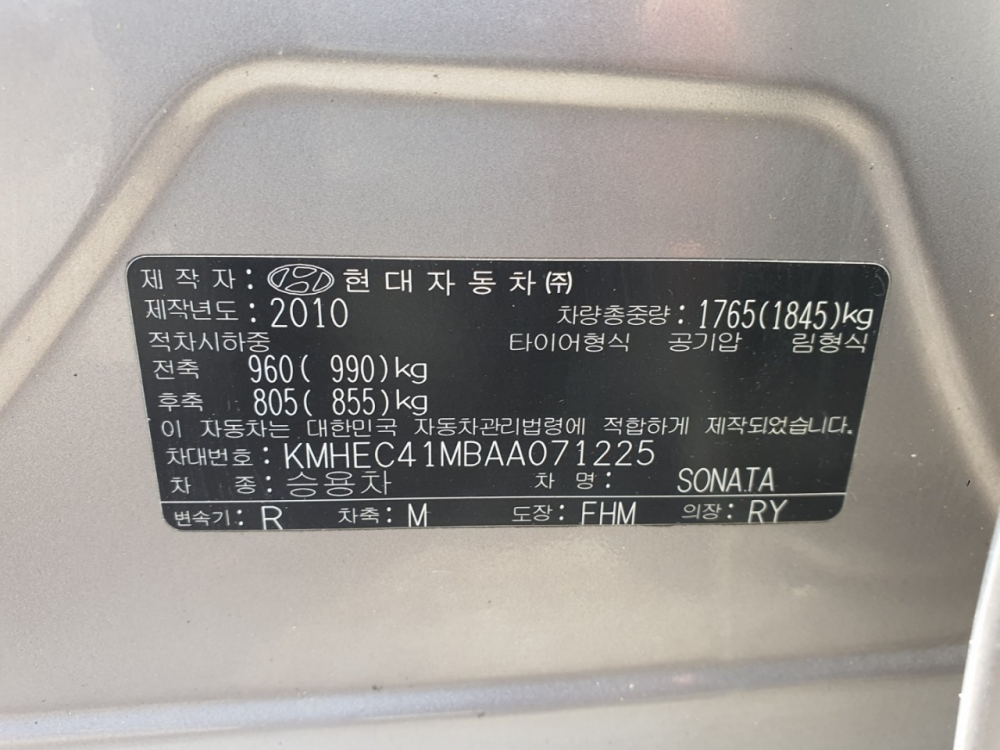 제 작 자 : 현대자동차㈜
제작년도 : 2010 차량총중량 : 1765(1845)kg
적차시하중 타이어형식 공기압 림형식
전축 960( 990)kg
후축 805( 855)kg
이 자동차는 대한민국 자동차관리법령에 적합하게 제작되었습니다.
차대번호 : KMHEC41MBAA071225
차 종 : 승용차 차 명 : SONATA
변속기 : R 차축 : M 도장 : FHM 의장 : RY